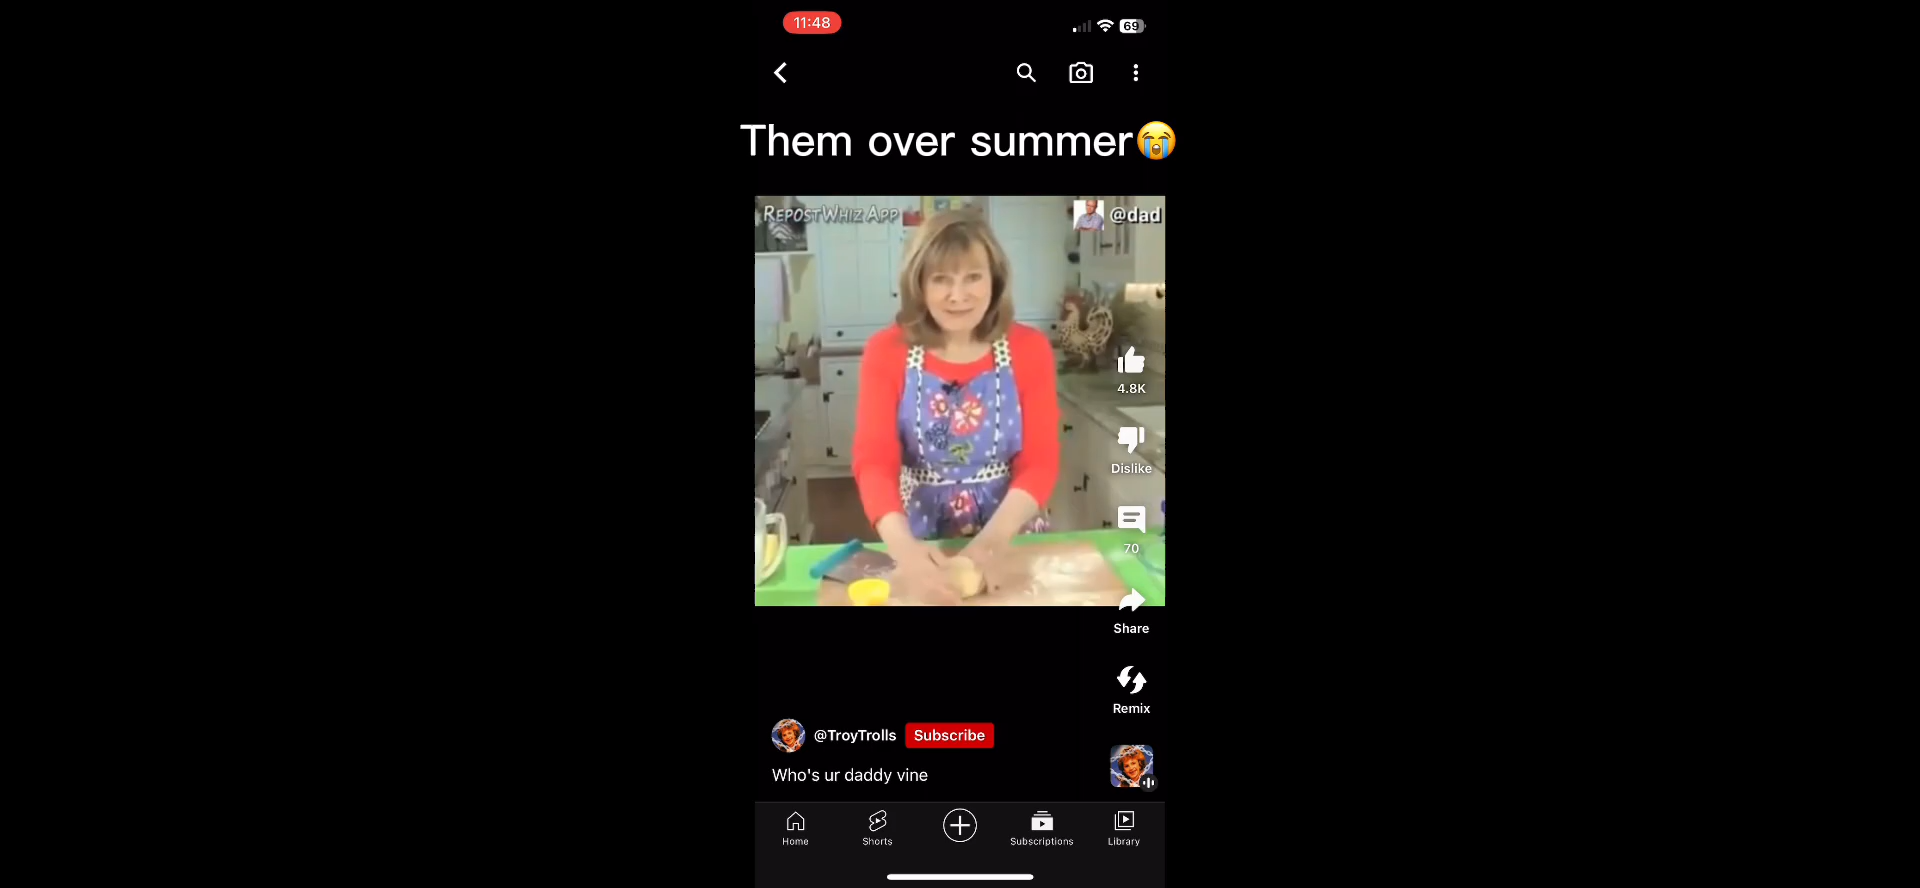 11:48
69
Them over summer😭
REPOSTWHIZ APP
@dad
4.8K
Dislike
70
Share
Remix
@TroyTrolls Subscribe
Who's ur daddy vine
Home
Shorts
Subscriptions
Library